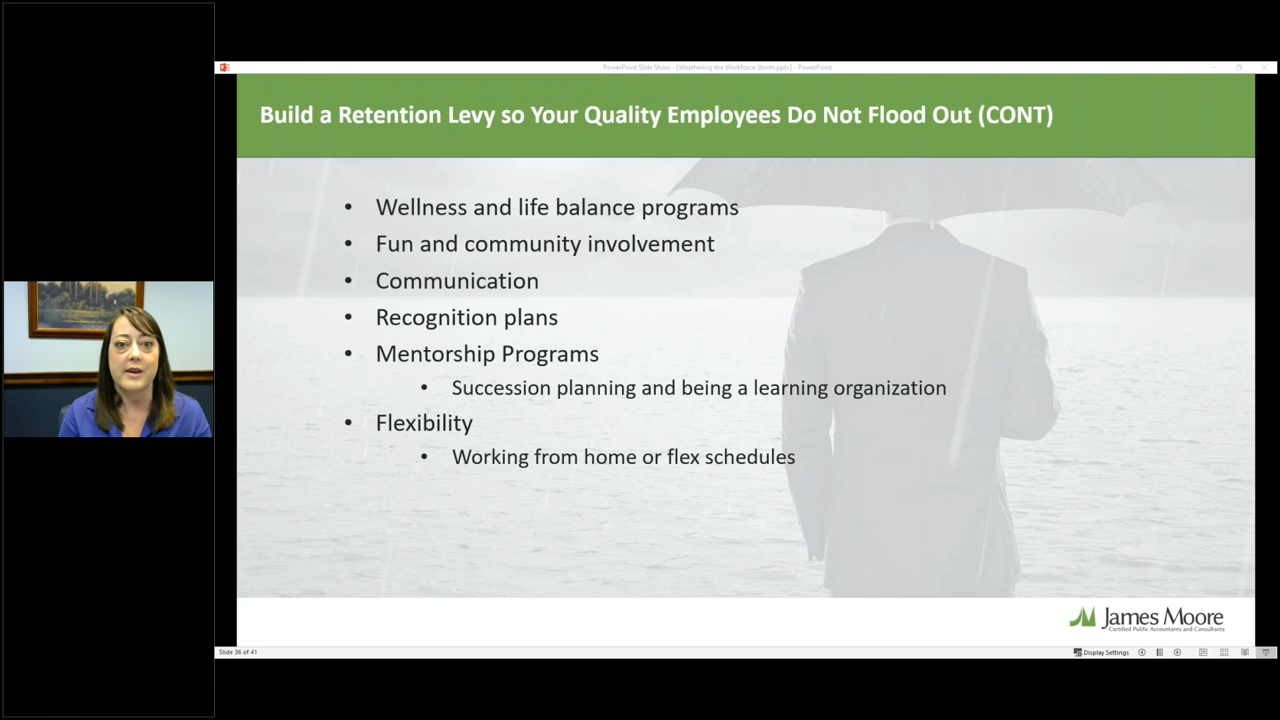 PowerPoint Slide Show - [Weathering the Workforce Storm.pptx] - PowerPoint
Build a Retention Levy so Your Quality Employees Do Not Flood Out (CONT)
• Wellness and life balance programs
• Fun and community involvement
• Communication
• Recognition plans
• Mentorship Programs
• Succession planning and being a learning organization
• Flexibility
• Working from home or flex schedules
James Moore
Certified Public Accountants and Consultants
Slide 36 of 41
Display Settings